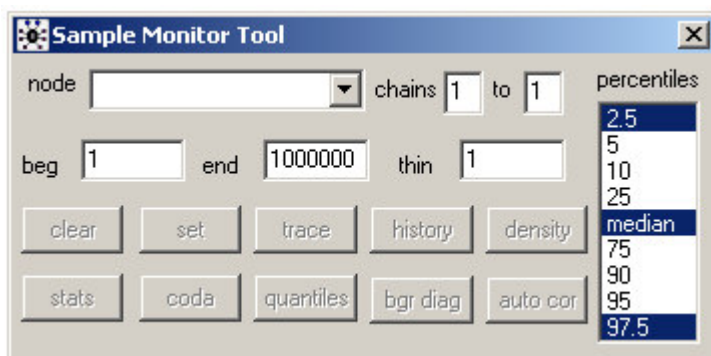 Sample Monitor Tool
node chains 1 to 1 percentiles
beg 1 end 1000000 thin 1
clear set trace history density
stats coda quantiles bgr diag auto cor
2.5
5
10
25
median
75
90
95
97.5